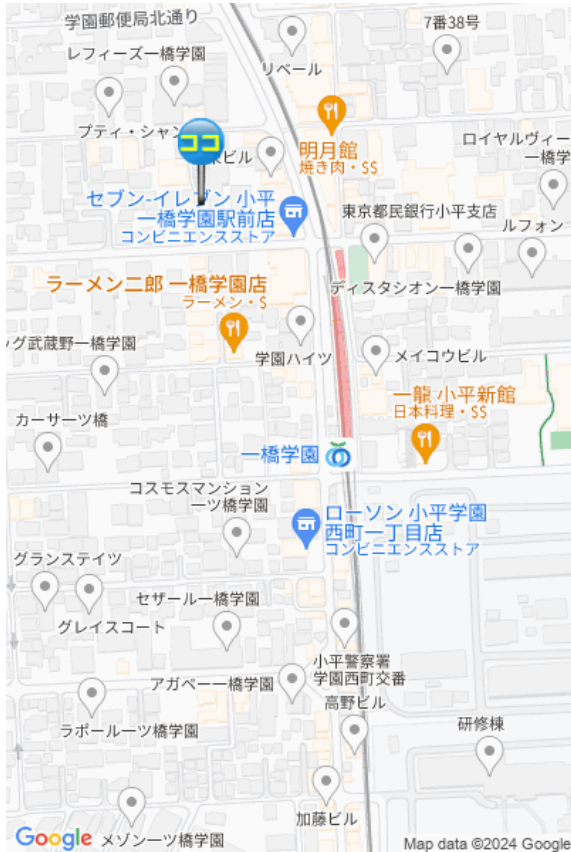 学園郵便局北通り
7番38号
レフィーズ一橋学園
リベール
プティ・シャン
ココ
ビル
明月館
焼き肉・$$
ロイヤルヴィー
一橋学
セブン-イレブン 小平
一橋学園駅前店
コンビニエンスストア
東京都民銀行小平支店
ルフォン
ラーメン二郎 一橋学園店
ラーメン・$
ディスタシオン一橋学園
グ武蔵野一橋学園
学園ハイツ
メイコウビル
一龍 小平新館
日本料理・$$
カーサーツ橋
一橋学園
コスモスマンション
一ツ橋学園
ローソン 小平学園
西町一丁目店
コンビニエンスストア
グランステイツ
セザール一橋学園
グレイスコート
小平警察署
学園西町交番
アガペー一橋学園
高野ビル
ラポールーツ橋学園
研修棟
加藤ビル
Google
メゾンーツ橋学園
Map data ©2024 Google